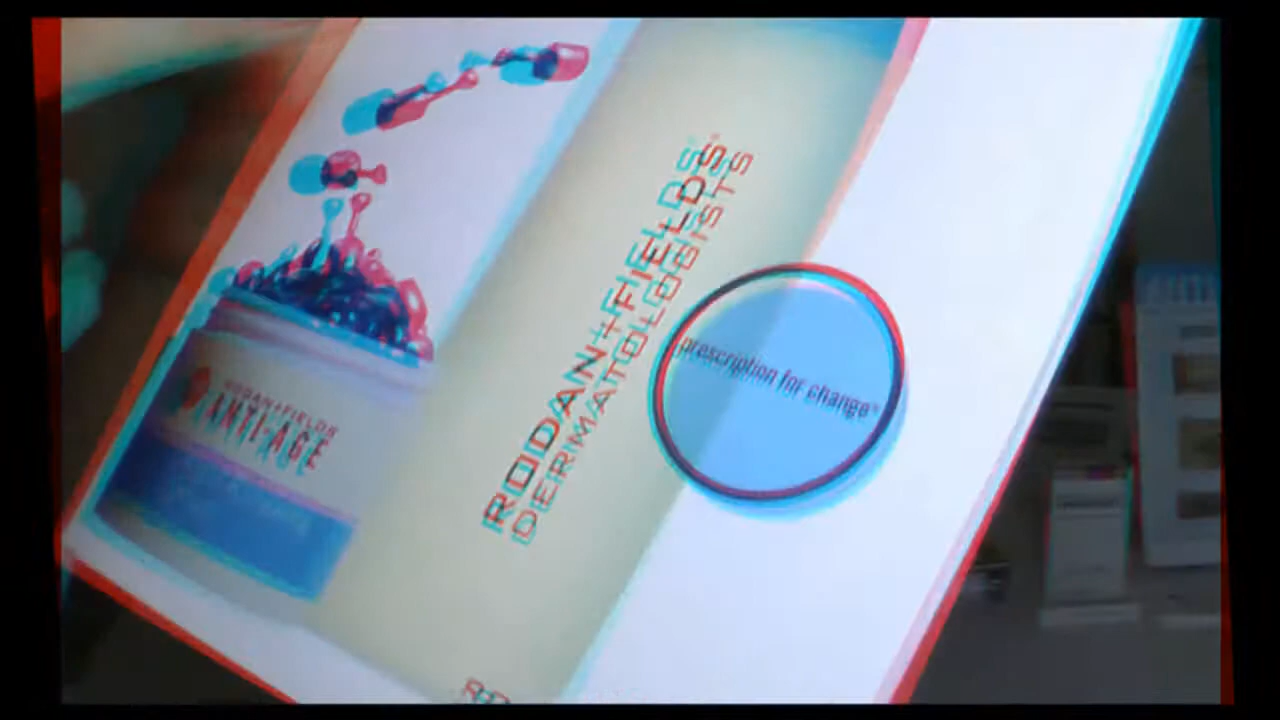 RODAN+FIELDS
ANTI-AGE
RODAN+FIELDS®
DERMATOLOGISTS
prescription for change®